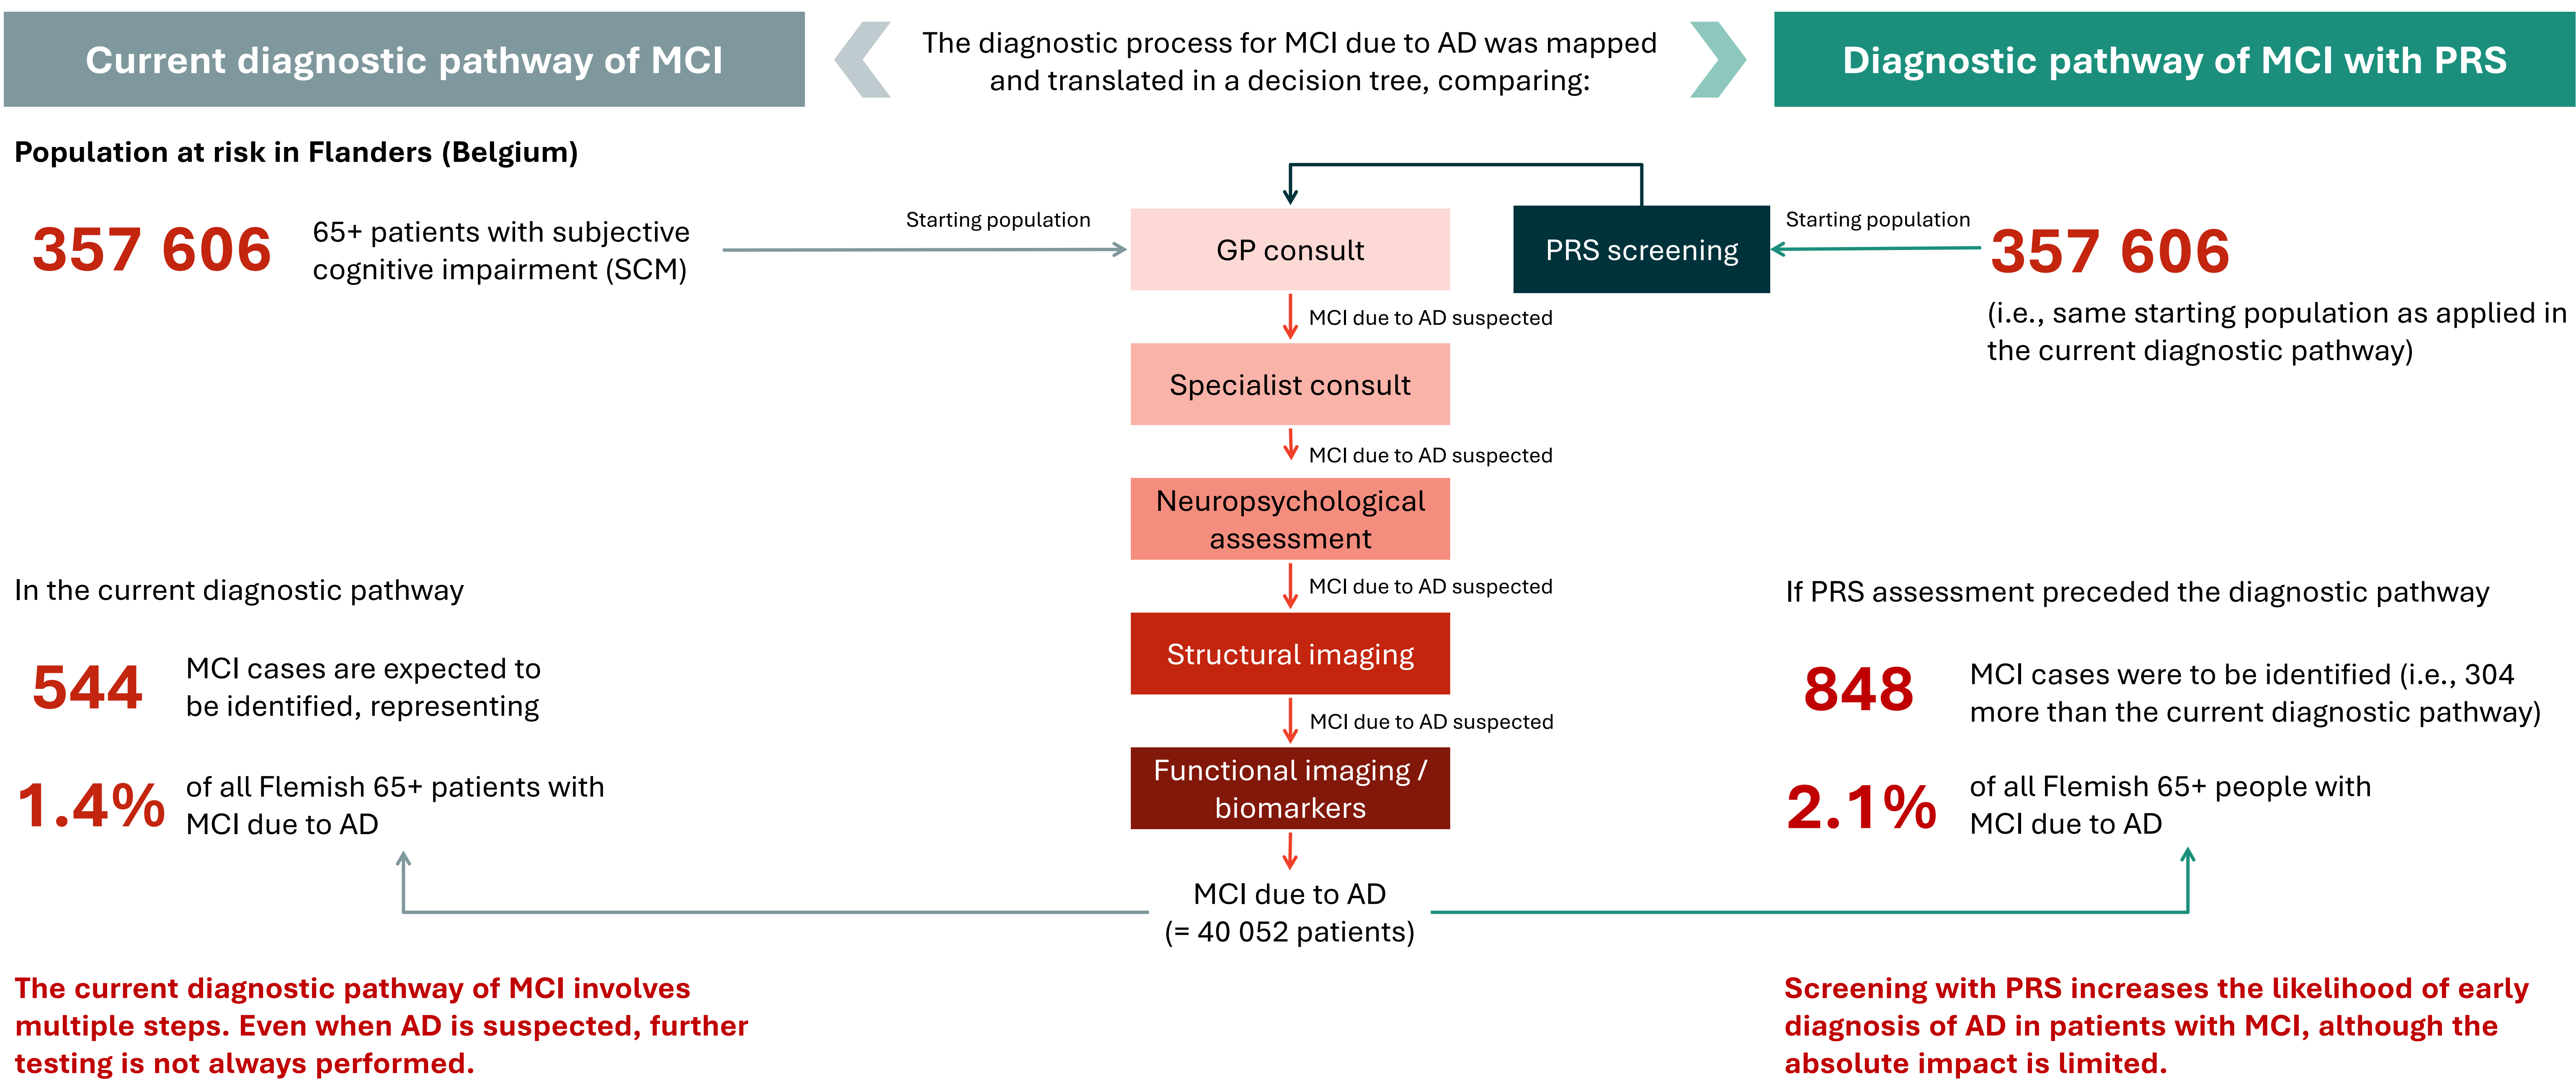 Current diagnostic pathway of MCI
The diagnostic process for MCI due to AD was mapped
and translated in a decision tree, comparing:
Diagnostic pathway of MCI with PRS
Population at risk in Flanders (Belgium)
357 606
65+ patients with subjective
cognitive impairment (SCM)
Starting population
GP consult
PRS screening
Starting population
357 606
(i.e., same starting population as applied in
the current diagnostic pathway)
MCI due to AD suspected
Specialist consult
MCI due to AD suspected
Neuropsychological
assessment
MCI due to AD suspected
Structural imaging
MCI due to AD suspected
Functional imaging /
biomarkers
MCI due to AD
(= 40 052 patients)
In the current diagnostic pathway
544
MCI cases are expected to
be identified, representing
1.4%
of all Flemish 65+ patients with
MCI due to AD
If PRS assessment preceded the diagnostic pathway
848
MCI cases were to be identified (i.e., 304
more than the current diagnostic pathway)
2.1%
of all Flemish 65+ people with
MCI due to AD
The current diagnostic pathway of MCI involves
multiple steps. Even when AD is suspected, further
testing is not always performed.
Screening with PRS increases the likelihood of early
diagnosis of AD in patients with MCI, although the
absolute impact is limited.